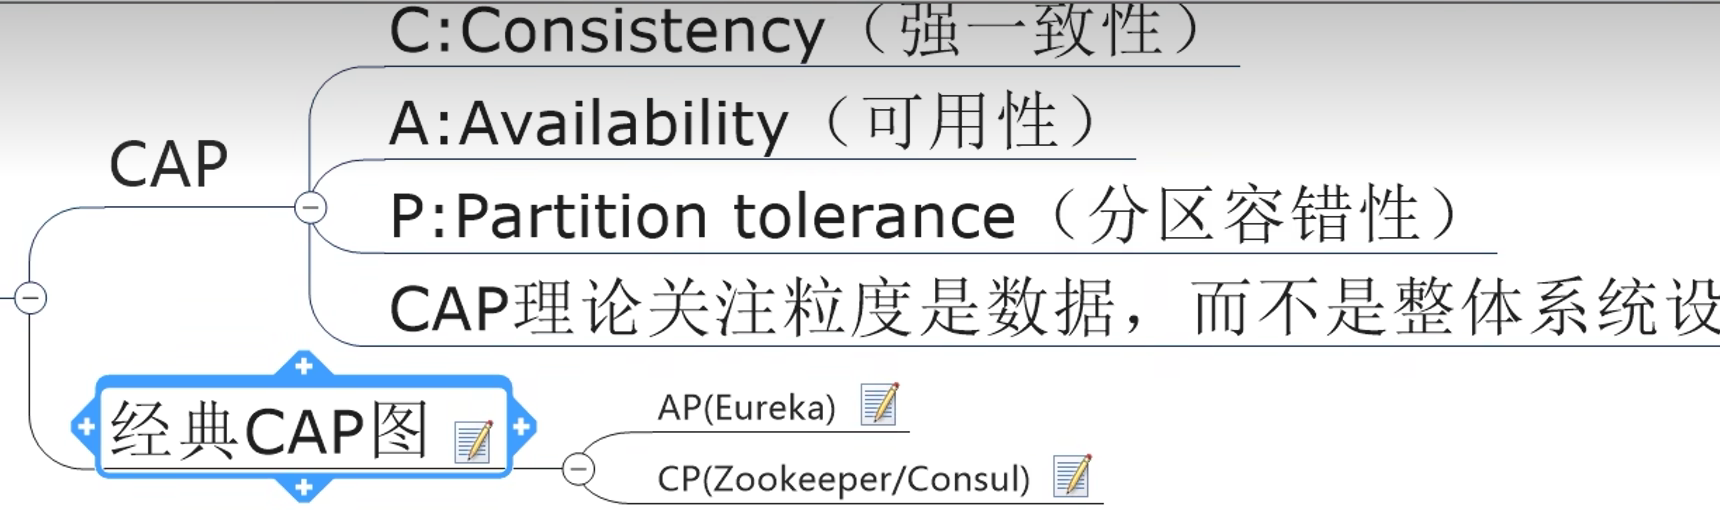 C:Consistency（强一致性）
A:Availability（可用性）
CAP
P:Partition tolerance（分区容错性）
CAP理论关注粒度是数据，而不是整体系统设
经典CAP图
AP(Eureka)
CP(Zookeeper/Consul)